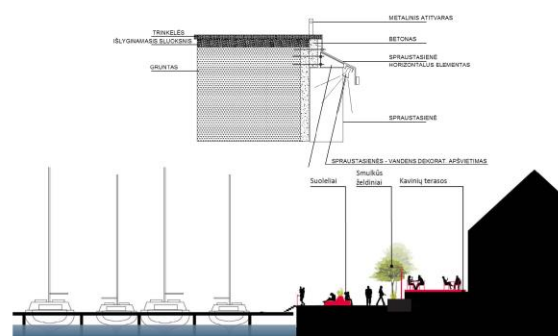 METALINIS ATITVARAS
TRINKELĖS
IŠLYGINAMASIS SLUOKSNIS
BETONAS
SPRAUSTASIENĖ
HORIZONTALUS ELEMENTAS
GRUNTAS
SPRAUSTASIENĖ
SPRAUSTASIENĖS - VANDENS DEKORAT. APŠVIETIMAS
Suoleliai
Smulkūs
želdiniai
Kavinių terasos